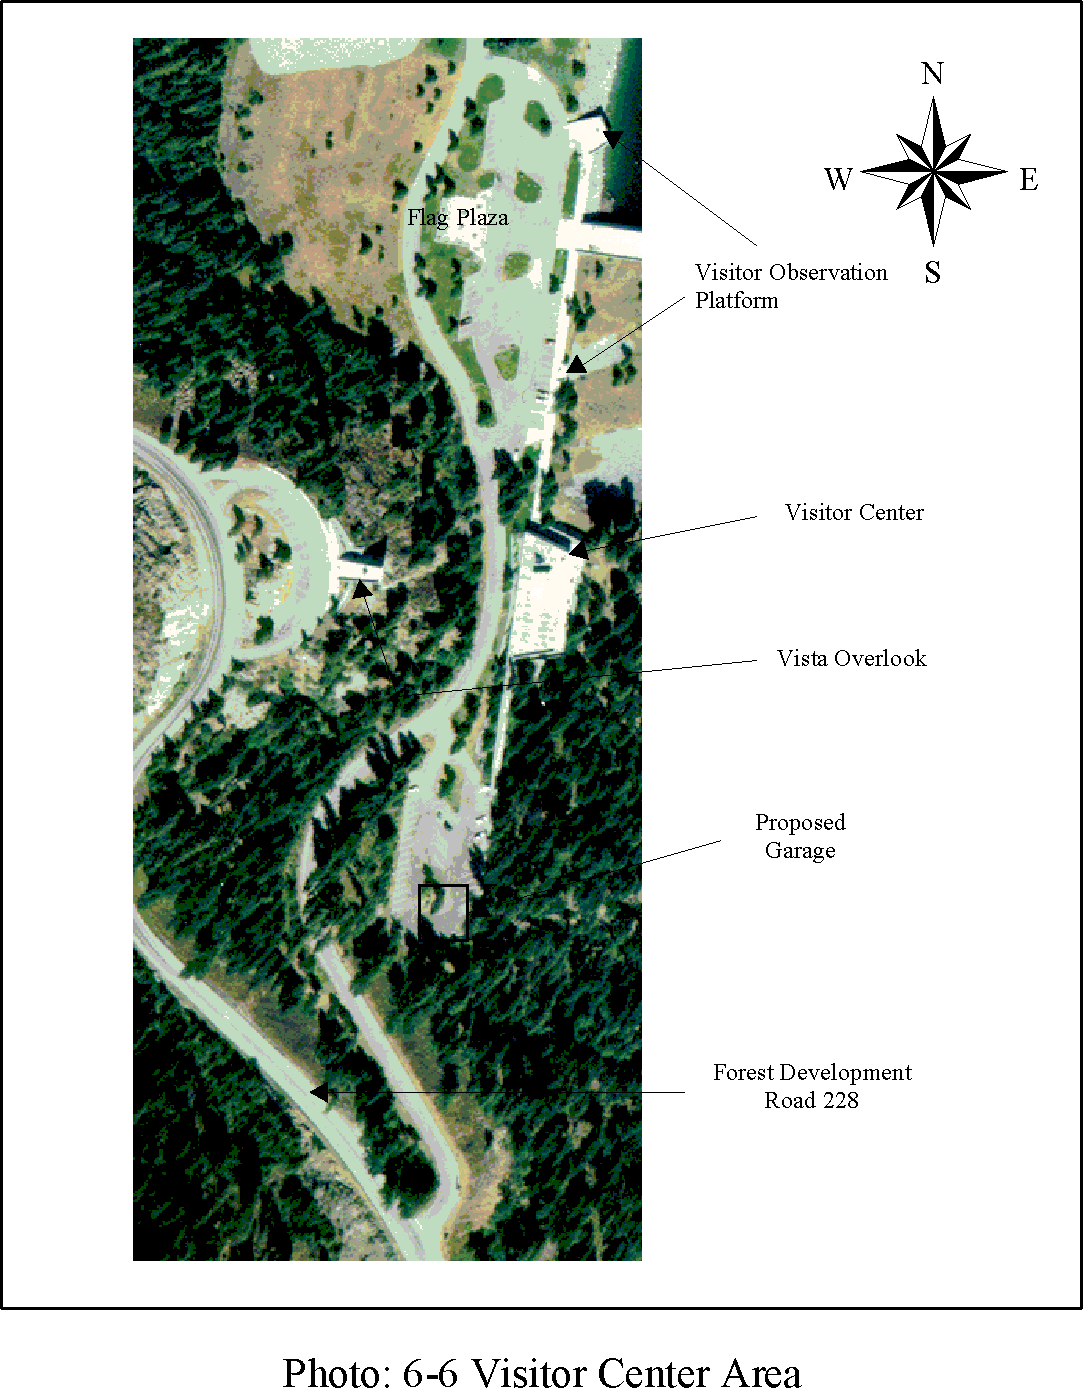 N
W
E
S
Flag Plaza
Visitor Observation
Platform
Visitor Center
Vista Overlook
Proposed
Garage
Forest Development
Road 228
Photo: 6-6 Visitor Center Area